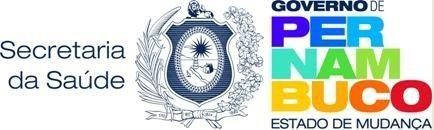 Secretaria
da Saúde
GOVERNO DE
PER
NAM
BUCO
ESTADO DE MUDANÇA